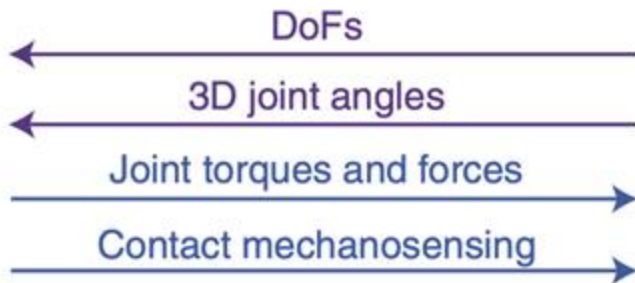 DoFs
3D joint angles
Joint torques and forces
Contact mechanosensing